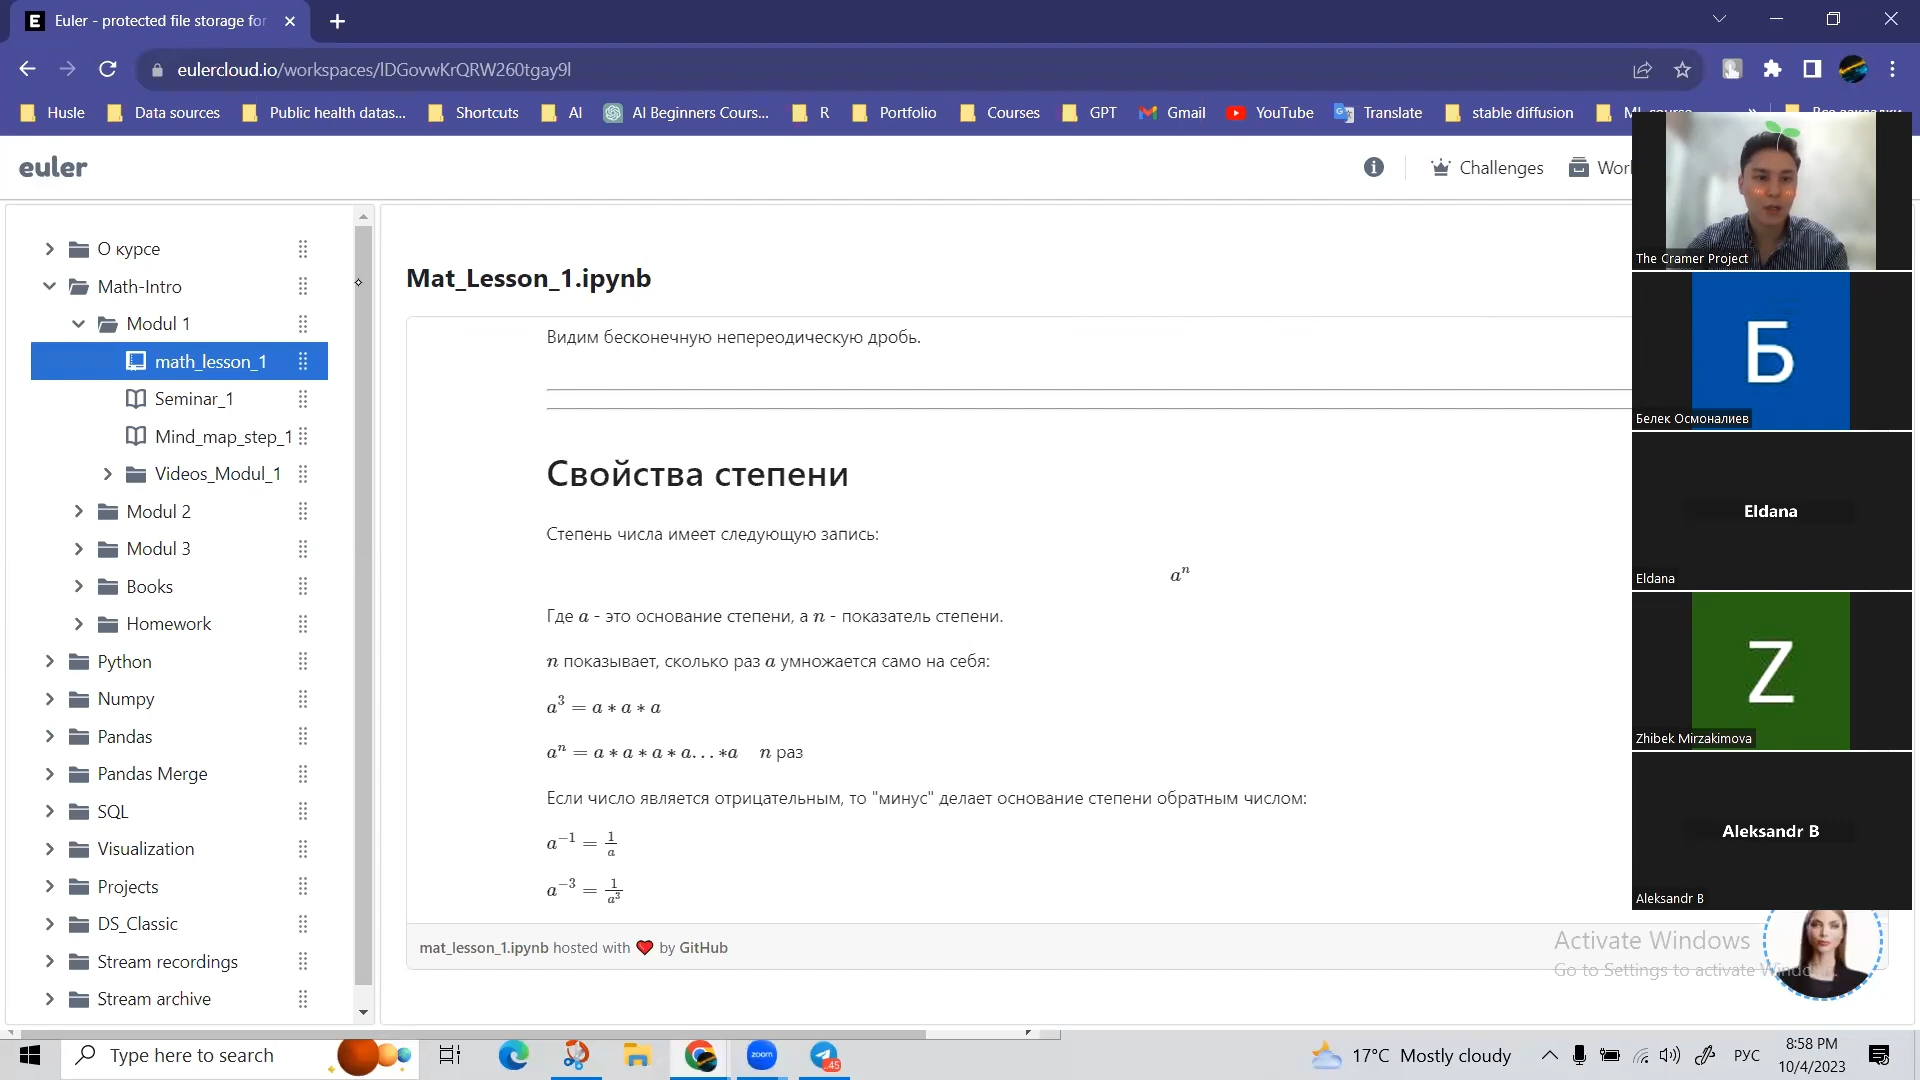 Euler - protected file storage for
eulercloud.io/workspaces/lDGovwKrQRW260tgay9l
Husle
Data sources
Public health datas...
Shortcuts
AI
AI Beginners Cours...
R
Portfolio
Courses
GPT
Gmail
YouTube
Translate
stable diffusion
euler
Challenges
О курсе
Math-Intro
Modul 1
math_lesson_1
Seminar_1
Mind_map_step_1
Videos_Modul_1
Modul 2
Modul 3
Books
Homework
Python
Numpy
Pandas
Pandas Merge
SQL
Visualization
Projects
DS_Classic
Stream recordings
Stream archive
Mat_Lesson_1.ipynb
Видим бесконечную непереодическую дробь.
Свойства степени
Степень числа имеет следующую запись:
aⁿ
Где a - это основание степени, а n - показатель степени.
n показывает, сколько раз a умножается само на себя:
a³ = a ∗ a ∗ a
aⁿ = a ∗ a ∗ a ∗ a... ∗a n раз
Если число является отрицательным, то "минус" делает основание степени обратным числом:
a⁻¹ = 1/a
a⁻³ = 1/a³
mat_lesson_1.ipynb hosted with ❤ by GitHub
The Cramer Project
Б
Белек Осмоналиев
Eldana
Eldana
Z
Zhibek Mirzakimova
Aleksandr B
Aleksandr B
Activate Windows
Go to Settings to activate
Type here to search
zoom
45
17°C Mostly cloudy
РУС
8:58 PM
10/4/2023